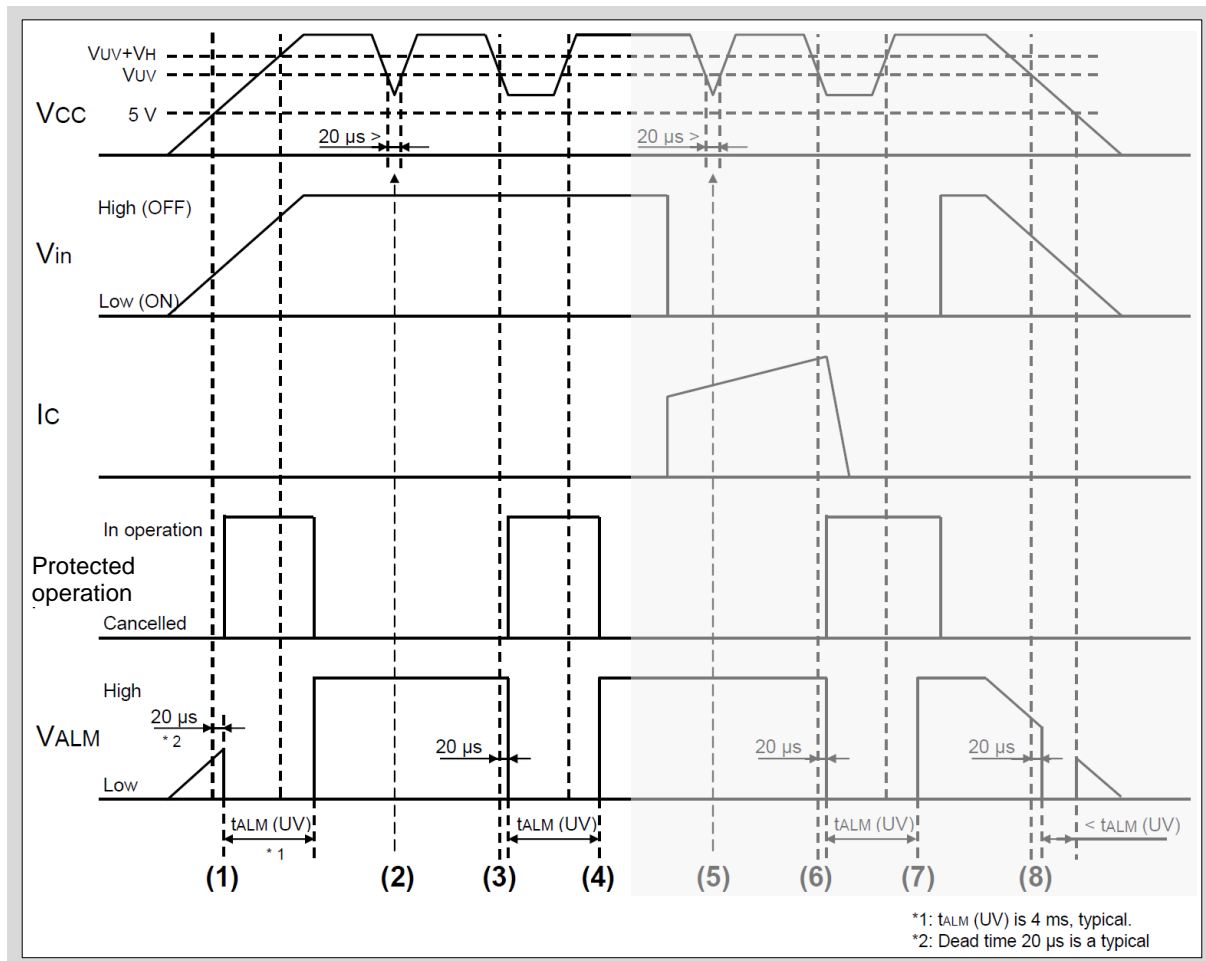 VUV+VH
VUV
VCC
5 V
20 µs >
20 µs >
High (OFF)
Vin
Low (ON)
IC
In operation
Protected
operation
Cancelled
High
20 µs
* 2
VALM
20 µs
20 µs
20 µs
Low
tALM (UV)
* 1
tALM (UV)
tALM (UV)
< tALM (UV)
(1)
(2)
(3)
(4)
(5)
(6)
(7)
(8)
*1: tALM (UV) is 4 ms, typical.
*2: Dead time 20 µs is a typical